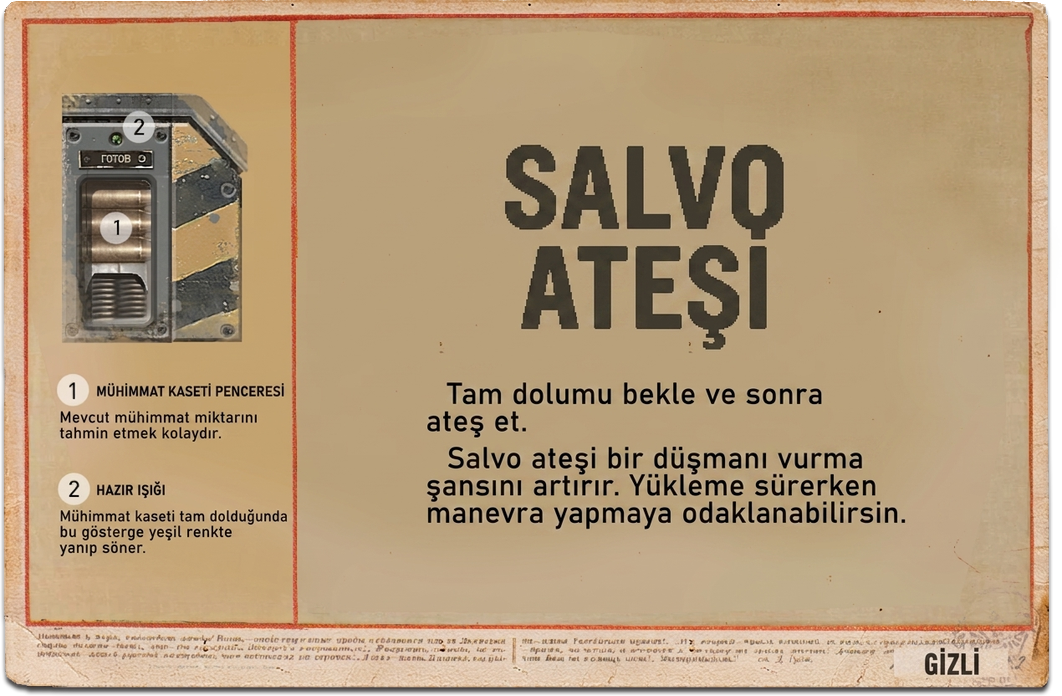 2
ГОТОВ
1
1 MÜHİMMAT KASETİ PENCERESİ
Mevcut mühimmat miktarını
tahmin etmek kolaydır.
2 HAZIR IŞIĞI
Mühimmat kaseti tam dolduğunda
bu gösterge yeşil renkte
yanıp söner.
SALVO
ATEŞİ
Tam dolumu bekle ve sonra
ateş et.
Salvo ateşi bir düşmanı vurma
şansını artırır. Yükleme sürerken
manevra yapmaya odaklanabilirsin.
GİZLİ